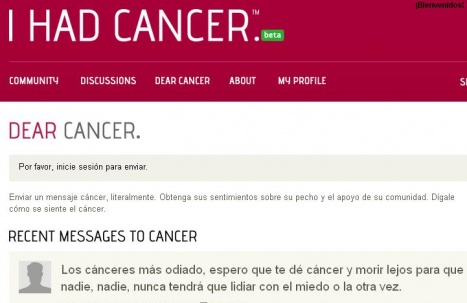 ¡Bienvenidos!
I HAD CANCER.™ beta
COMMUNITY DISCUSSIONS DEAR CANCER ABOUT MY PROFILE
DEAR CANCER.
Por favor, inicie sesión para enviar.
Enviar un mensaje cáncer, literalmente. Obtenga sus sentimientos sobre su pecho y el apoyo de su comunidad. Dígale
cómo se siente el cáncer.
RECENT MESSAGES TO CANCER
Los cánceres más odiado, espero que te dé cáncer y morir lejos para que
nadie, nadie, nunca tendrá que lidiar con el miedo o la otra vez.